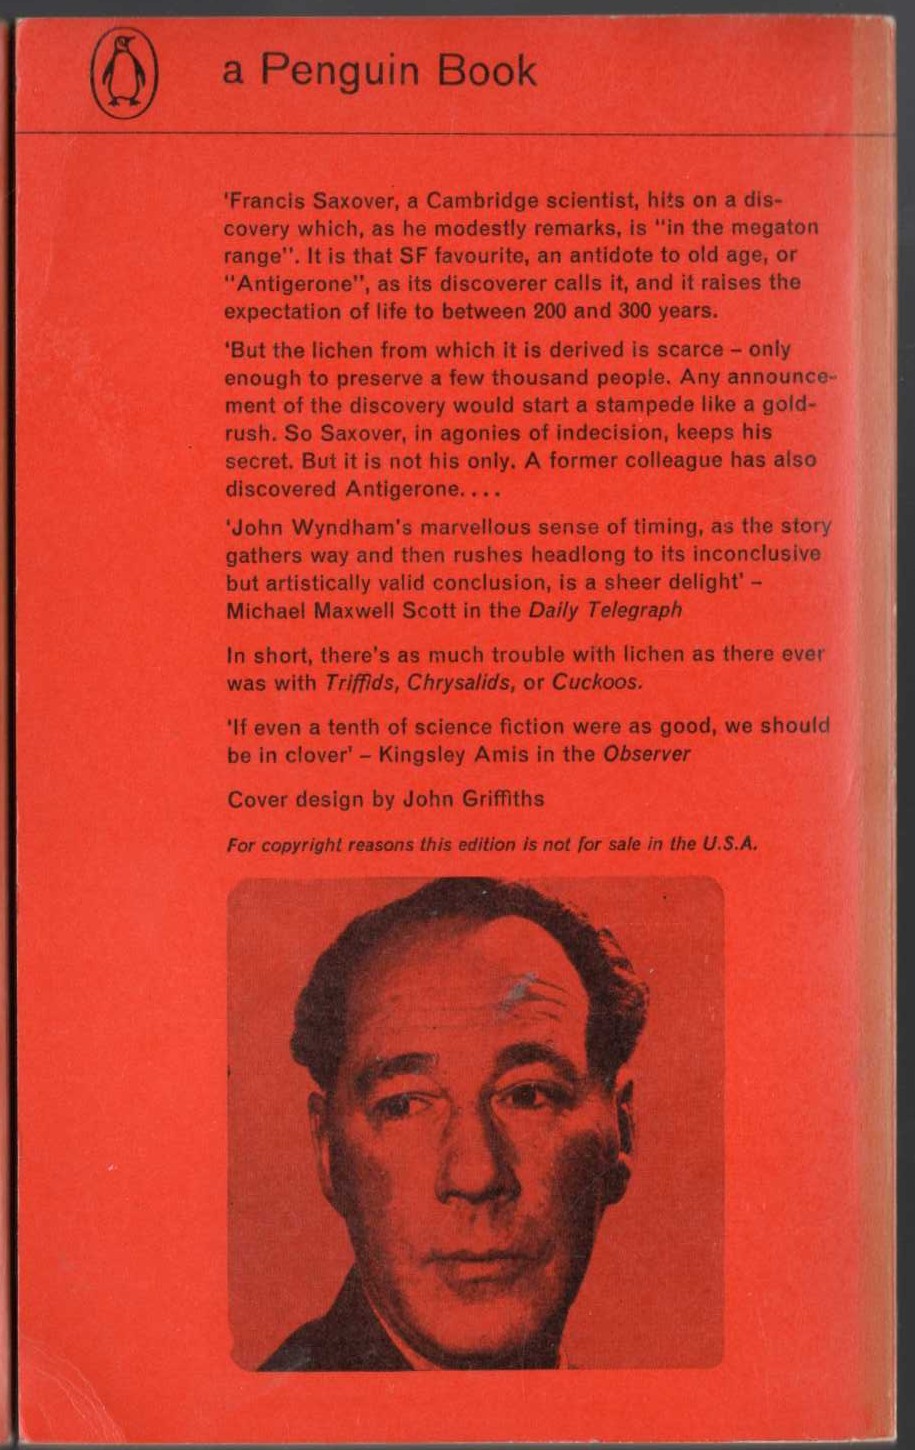 a Penguin Book
'Francis Saxover, a Cambridge scientist, hits on a dis-
covery which, as he modestly remarks, is "in the megaton
range". It is that SF favourite, an antidote to old age, or
"Antigerone", as its discoverer calls it, and it raises the
expectation of life to between 200 and 300 years.
'But the lichen from which it is derived is scarce – only
enough to preserve a few thousand people. Any announce-
ment of the discovery would start a stampede like a gold-
rush. So Saxover, in agonies of indecision, keeps his
secret. But it is not his only. A former colleague has also
discovered Antigerone....
'John Wyndham's marvellous sense of timing, as the story
gathers way and then rushes headlong to its inconclusive
but artistically valid conclusion, is a sheer delight' –
Michael Maxwell Scott in the Daily Telegraph
In short, there's as much trouble with lichen as there ever
was with Triffids, Chrysalids, or Cuckoos.
'If even a tenth of science fiction were as good, we should
be in clover' – Kingsley Amis in the Observer
Cover design by John Griffiths
For copyright reasons this edition is not for sale in the U.S.A.